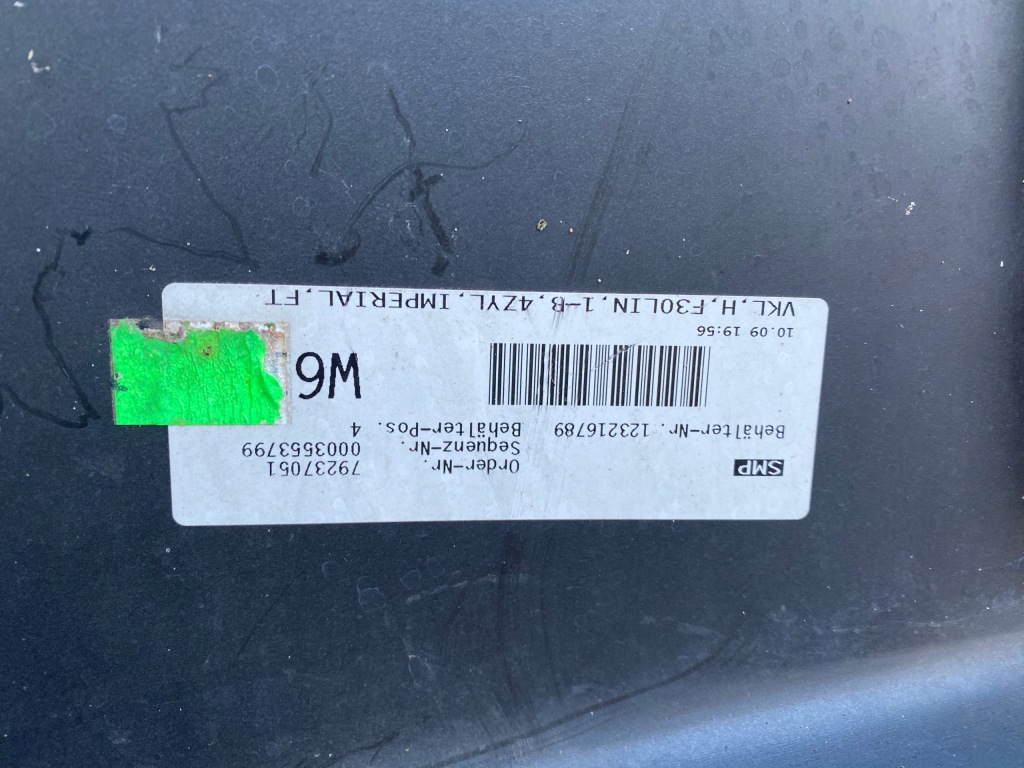 SMP Order-Nr. 79237051
Sequenz-Nr. 0003553799
Behälter-Nr. 123216789 Behälter-Pos. 4
W6
10.09 19:56
VKL,H,F30LIN,1-B,4ZYL,IMPERIAL,FT